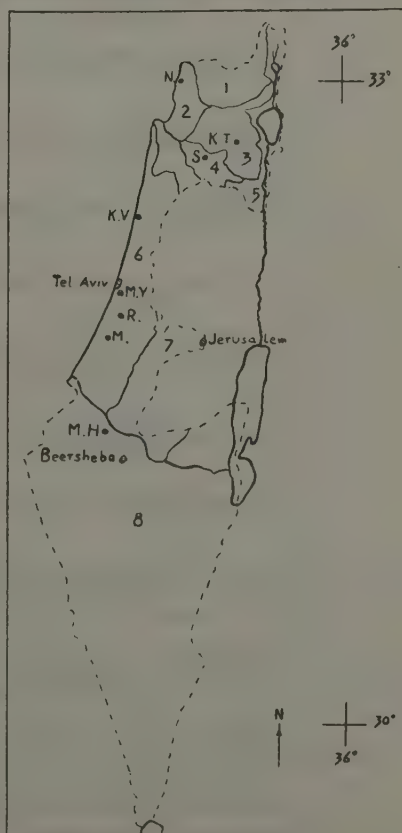 36°
33°
N
1
2
K T
3
S
4
5
K.V
6
Tel Aviv
M.Y
R.
M.
7
Jerusalem
M.H
Beersheba
8
N
30°
36°